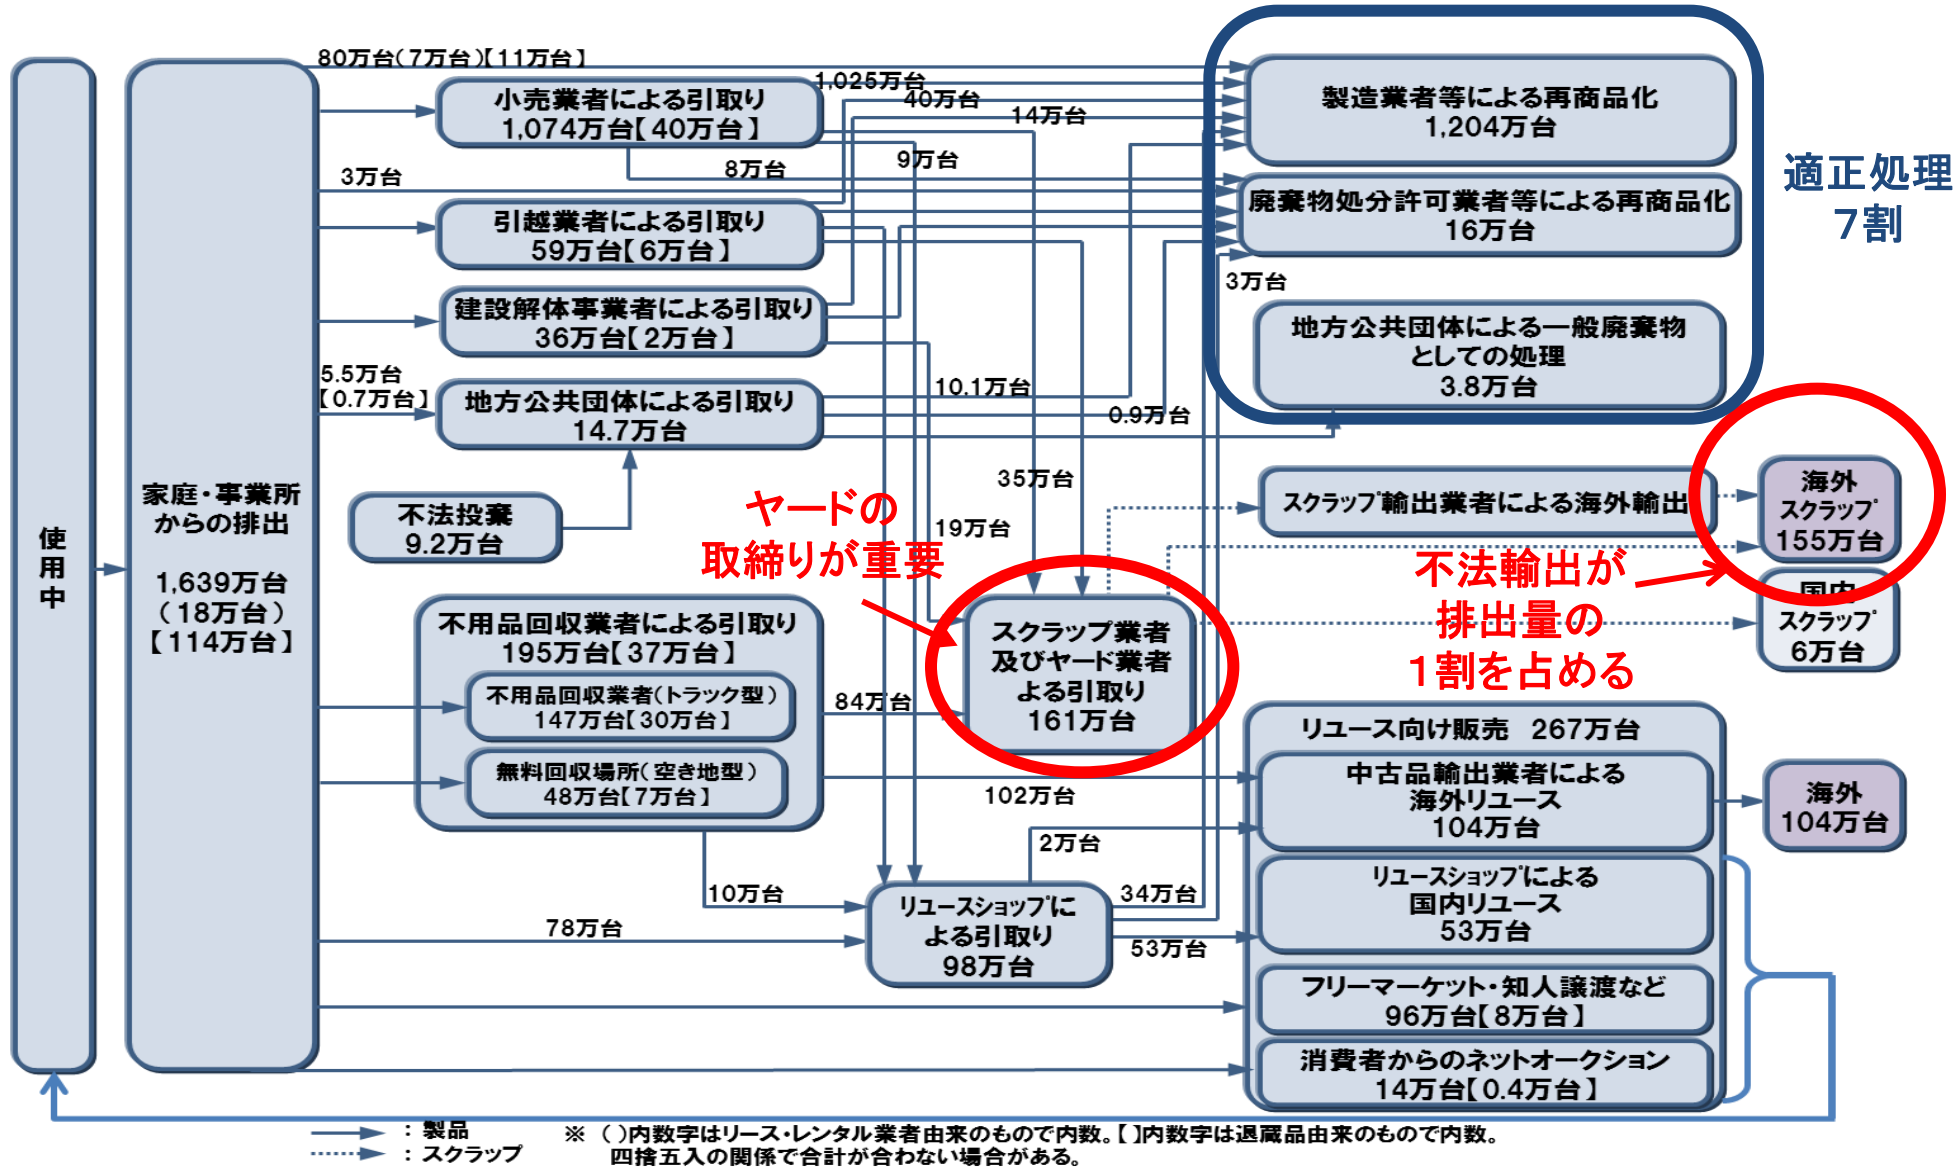 使用中
家庭・事業所
からの排出
1,639万台
(18万台)
【114万台】
80万台(7万台)【11万台】
小売業者による引取り
1,074万台【40万台】
1,025万台
40万台
14万台
9万台
8万台
3万台
引越業者による引取り
59万台【6万台】
建設解体事業者による引取り
36万台【2万台】
5.5万台
【0.7万台】
地方公共団体による引取り
14.7万台
10.1万台
0.9万台
3万台
不法投棄
9.2万台
製造業者等による再商品化
1,204万台
廃棄物処分許可業者等による再商品化
16万台
地方公共団体による一般廃棄物
としての処理
3.8万台
適正処理
7割
35万台
19万台
ヤードの
取締りが重要
スクラップ輸出業者による海外輸出
海外
スクラップ
155万台
不法輸出が
排出量の
1割を占める
国内
スクラップ
6万台
不用品回収業者による引取り
195万台【37万台】
不用品回収業者(トラック型)
147万台【30万台】
無料回収場所(空き地型)
48万台【7万台】
84万台
スクラップ業者
及びヤード業者
よる引取り
161万台
102万台
2万台
10万台
78万台
リユースショップに
よる引取り
98万台
34万台
53万台
リユース向け販売 267万台
中古品輸出業者による
海外リユース
104万台
海外
104万台
リユースショップによる
国内リユース
53万台
フリーマーケット・知人譲渡など
96万台【8万台】
消費者からのネットオークション
14万台【0.4万台】
:製品
:スクラップ
※ ( )内数字はリース・レンタル業者由来のもので内数。【 】内数字は退蔵品由来のもので内数。
四捨五入の関係で合計が合わない場合がある。